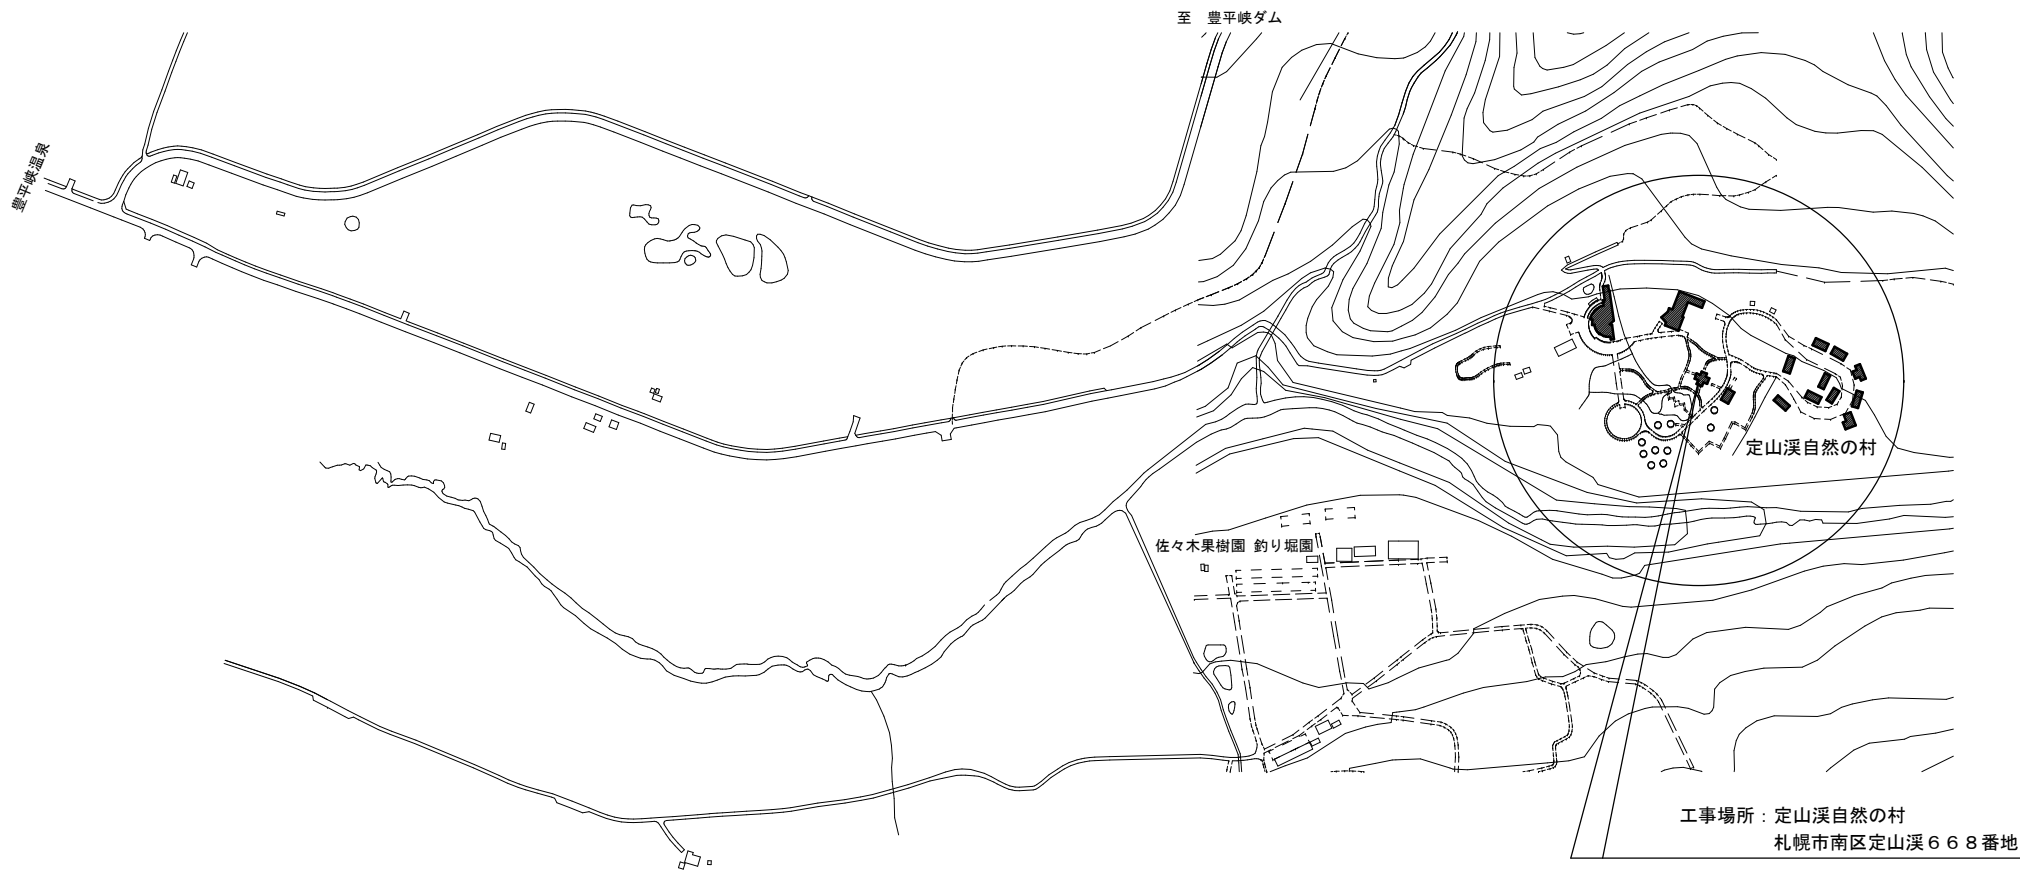 至　豊平峡ダム
豊平峡温泉
定山渓自然の村
佐々木果樹園 釣り堀園
工事場所：定山渓自然の村
札幌市南区定山渓６６８番地